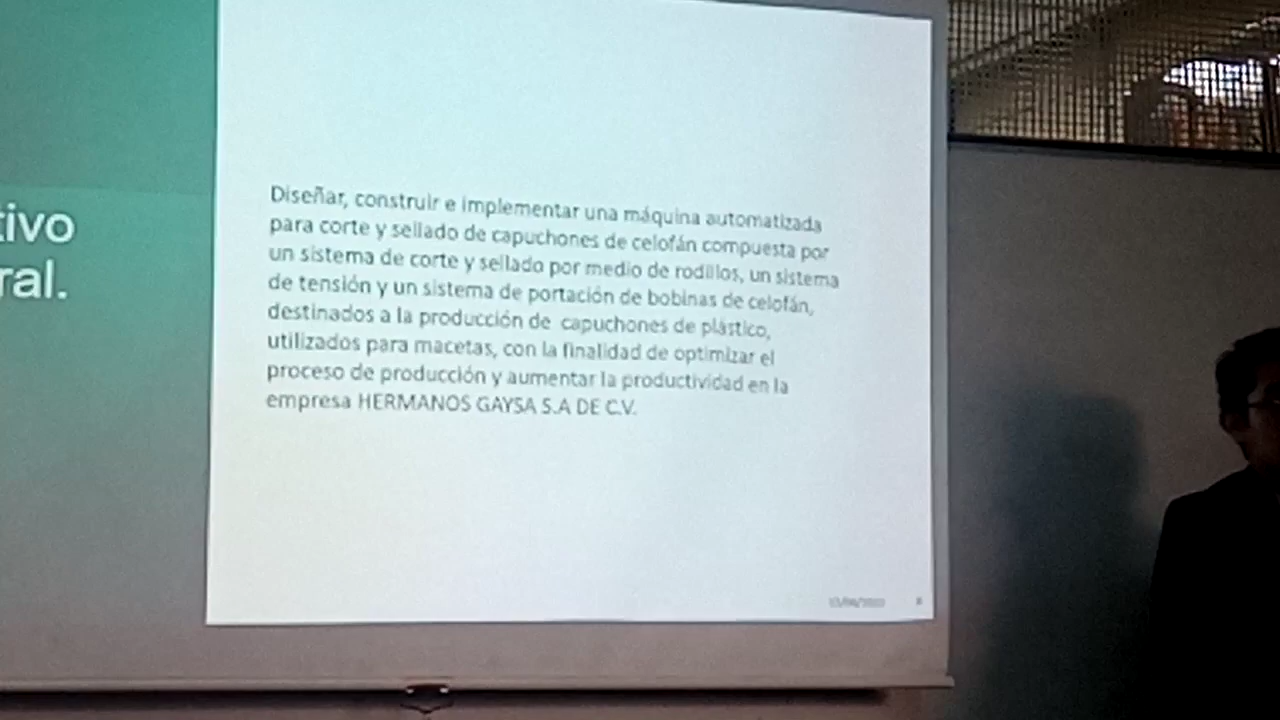 tivo
ral.
Diseñar, construir e implementar una máquina automatizada
para corte y sellado de capuchones de celofán compuesta por
un sistema de corte y sellado por medio de rodillos, un sistema
de tensión y un sistema de portación de bobinas de celofán,
destinados a la producción de capuchones de plástico,
utilizados para macetas, con la finalidad de optimizar el
proceso de producción y aumentar la productividad en la
empresa HERMANOS GAYSA S.A DE C.V.